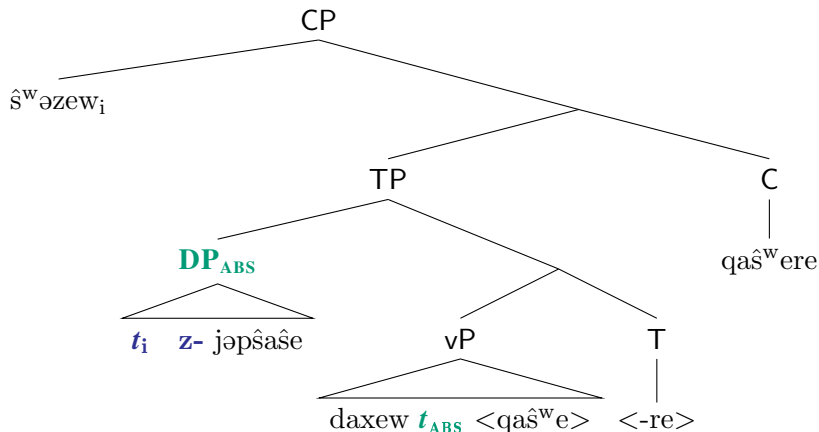 CP
ŝʷəzewᵢ
TP C
DP_ABS qaŝʷere
tᵢ z- jəpŝaŝe vP T
daxew t_ABS <qaŝʷe> <-re>